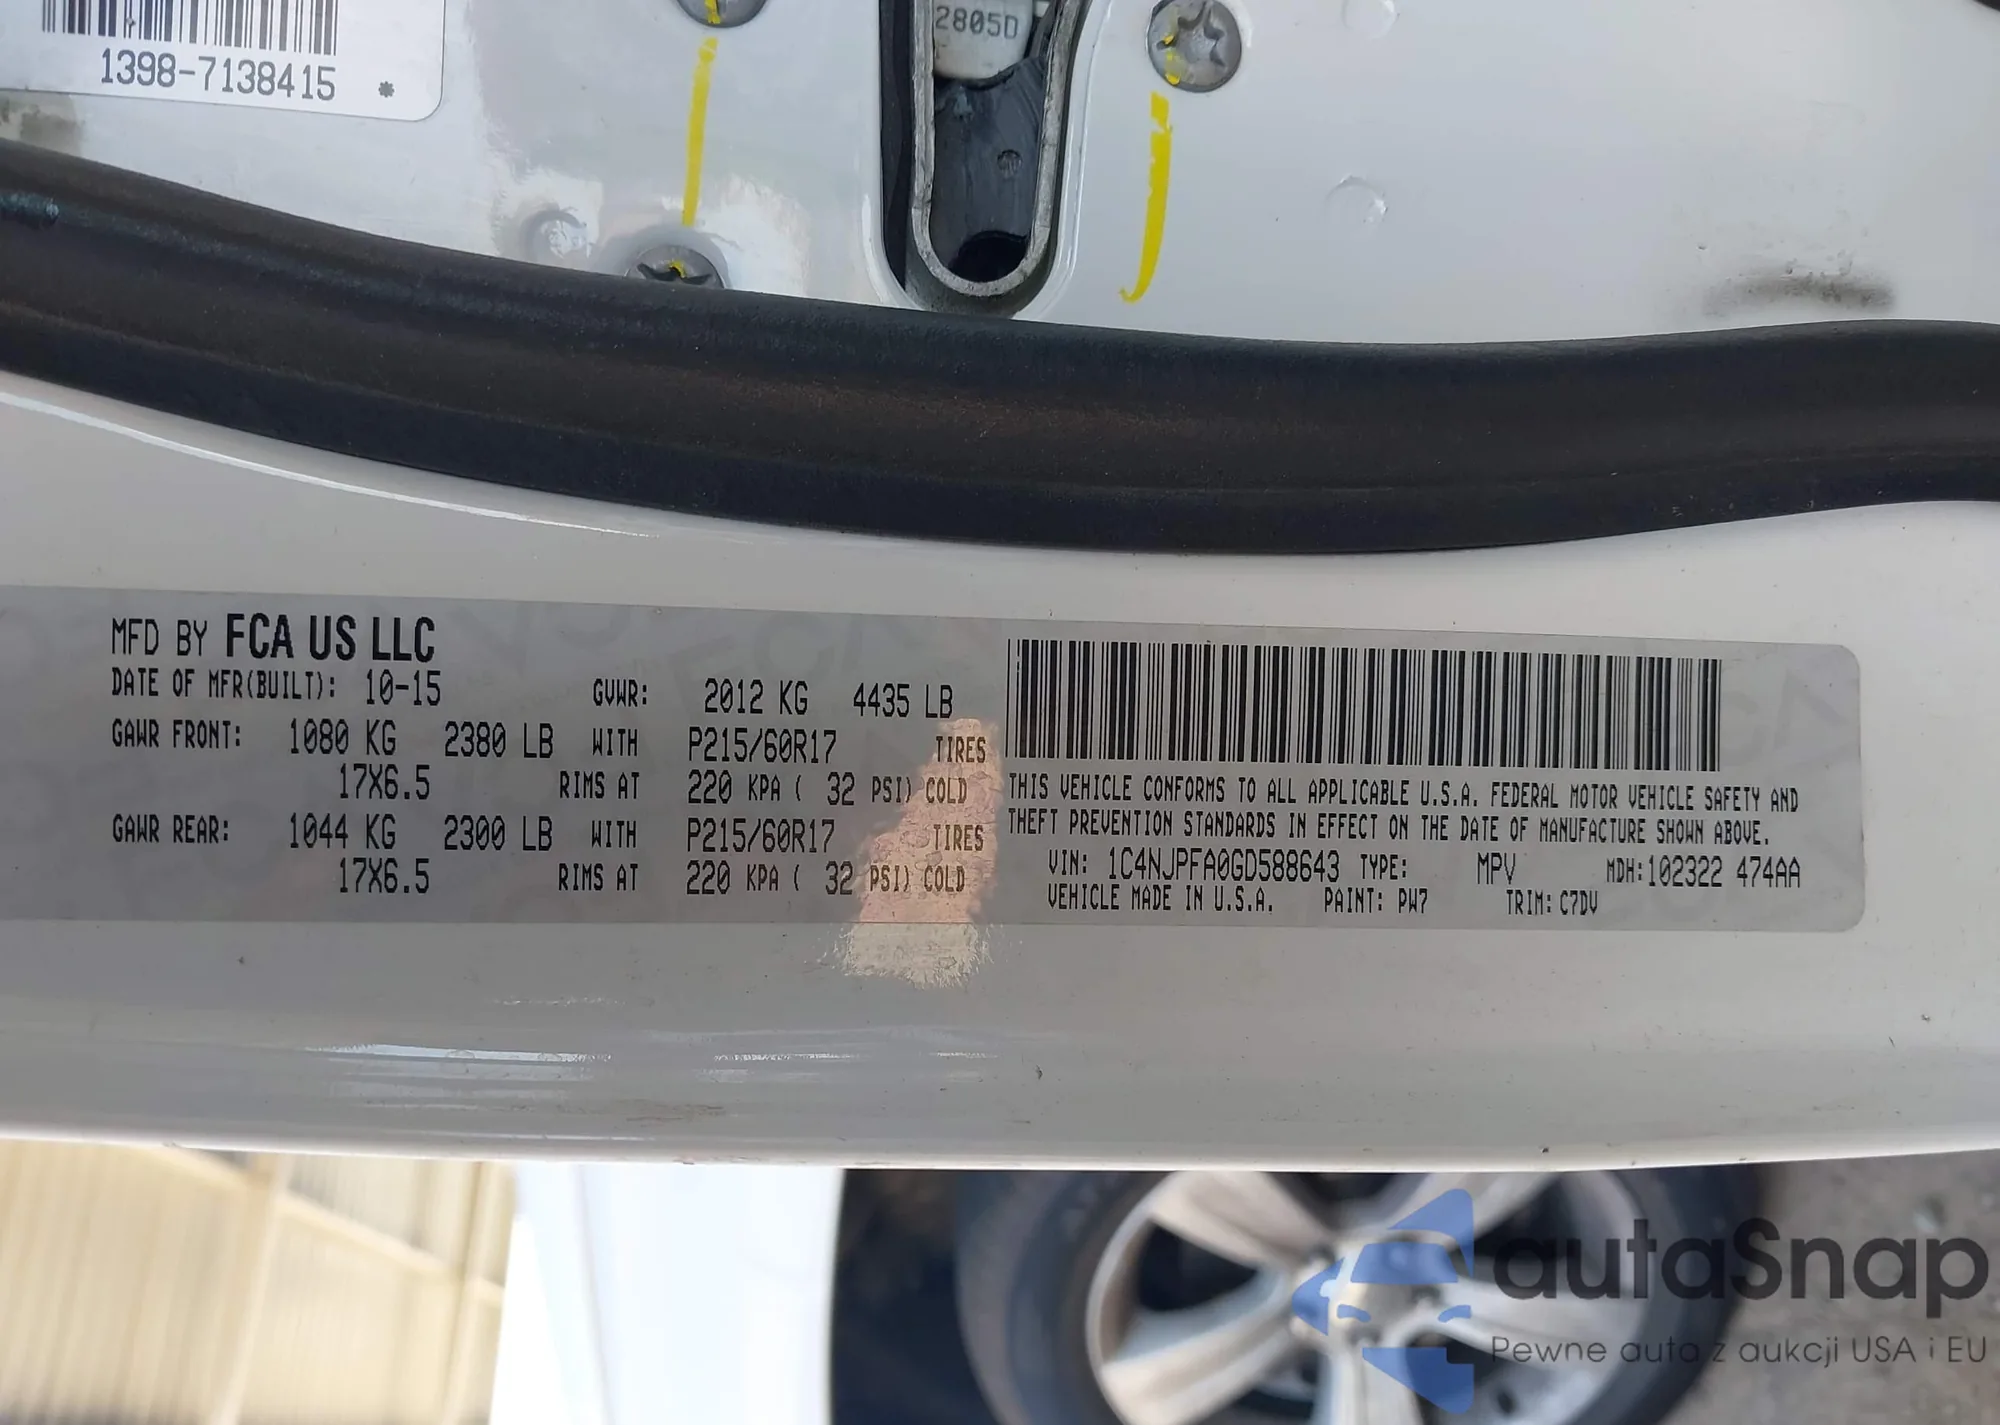 2805D
1398-7138415 *
MFD BY FCA US LLC
DATE OF MFR(BUILT): 10-15 GVWR: 2012 KG 4435 LB
GAWR FRONT: 1080 KG 2380 LB WITH P215/60R17 TIRES
17X6.5 RIMS AT 220 KPA ( 32 PSI) COLD
GAWR REAR: 1044 KG 2300 LB WITH P215/60R17 TIRES
17X6.5 RIMS AT 220 KPA ( 32 PSI) COLD
THIS VEHICLE CONFORMS TO ALL APPLICABLE U.S.A. FEDERAL MOTOR VEHICLE SAFETY AND
THEFT PREVENTION STANDARDS IN EFFECT ON THE DATE OF MANUFACTURE SHOWN ABOVE.
VIN: 1C4NJPFA0GD588643 TYPE: MPV MDH:102322 474AA
VEHICLE MADE IN U.S.A. PAINT: PW7 TRIM: C7DV
autaSnap
Pewne auta z aukcji USA i EU